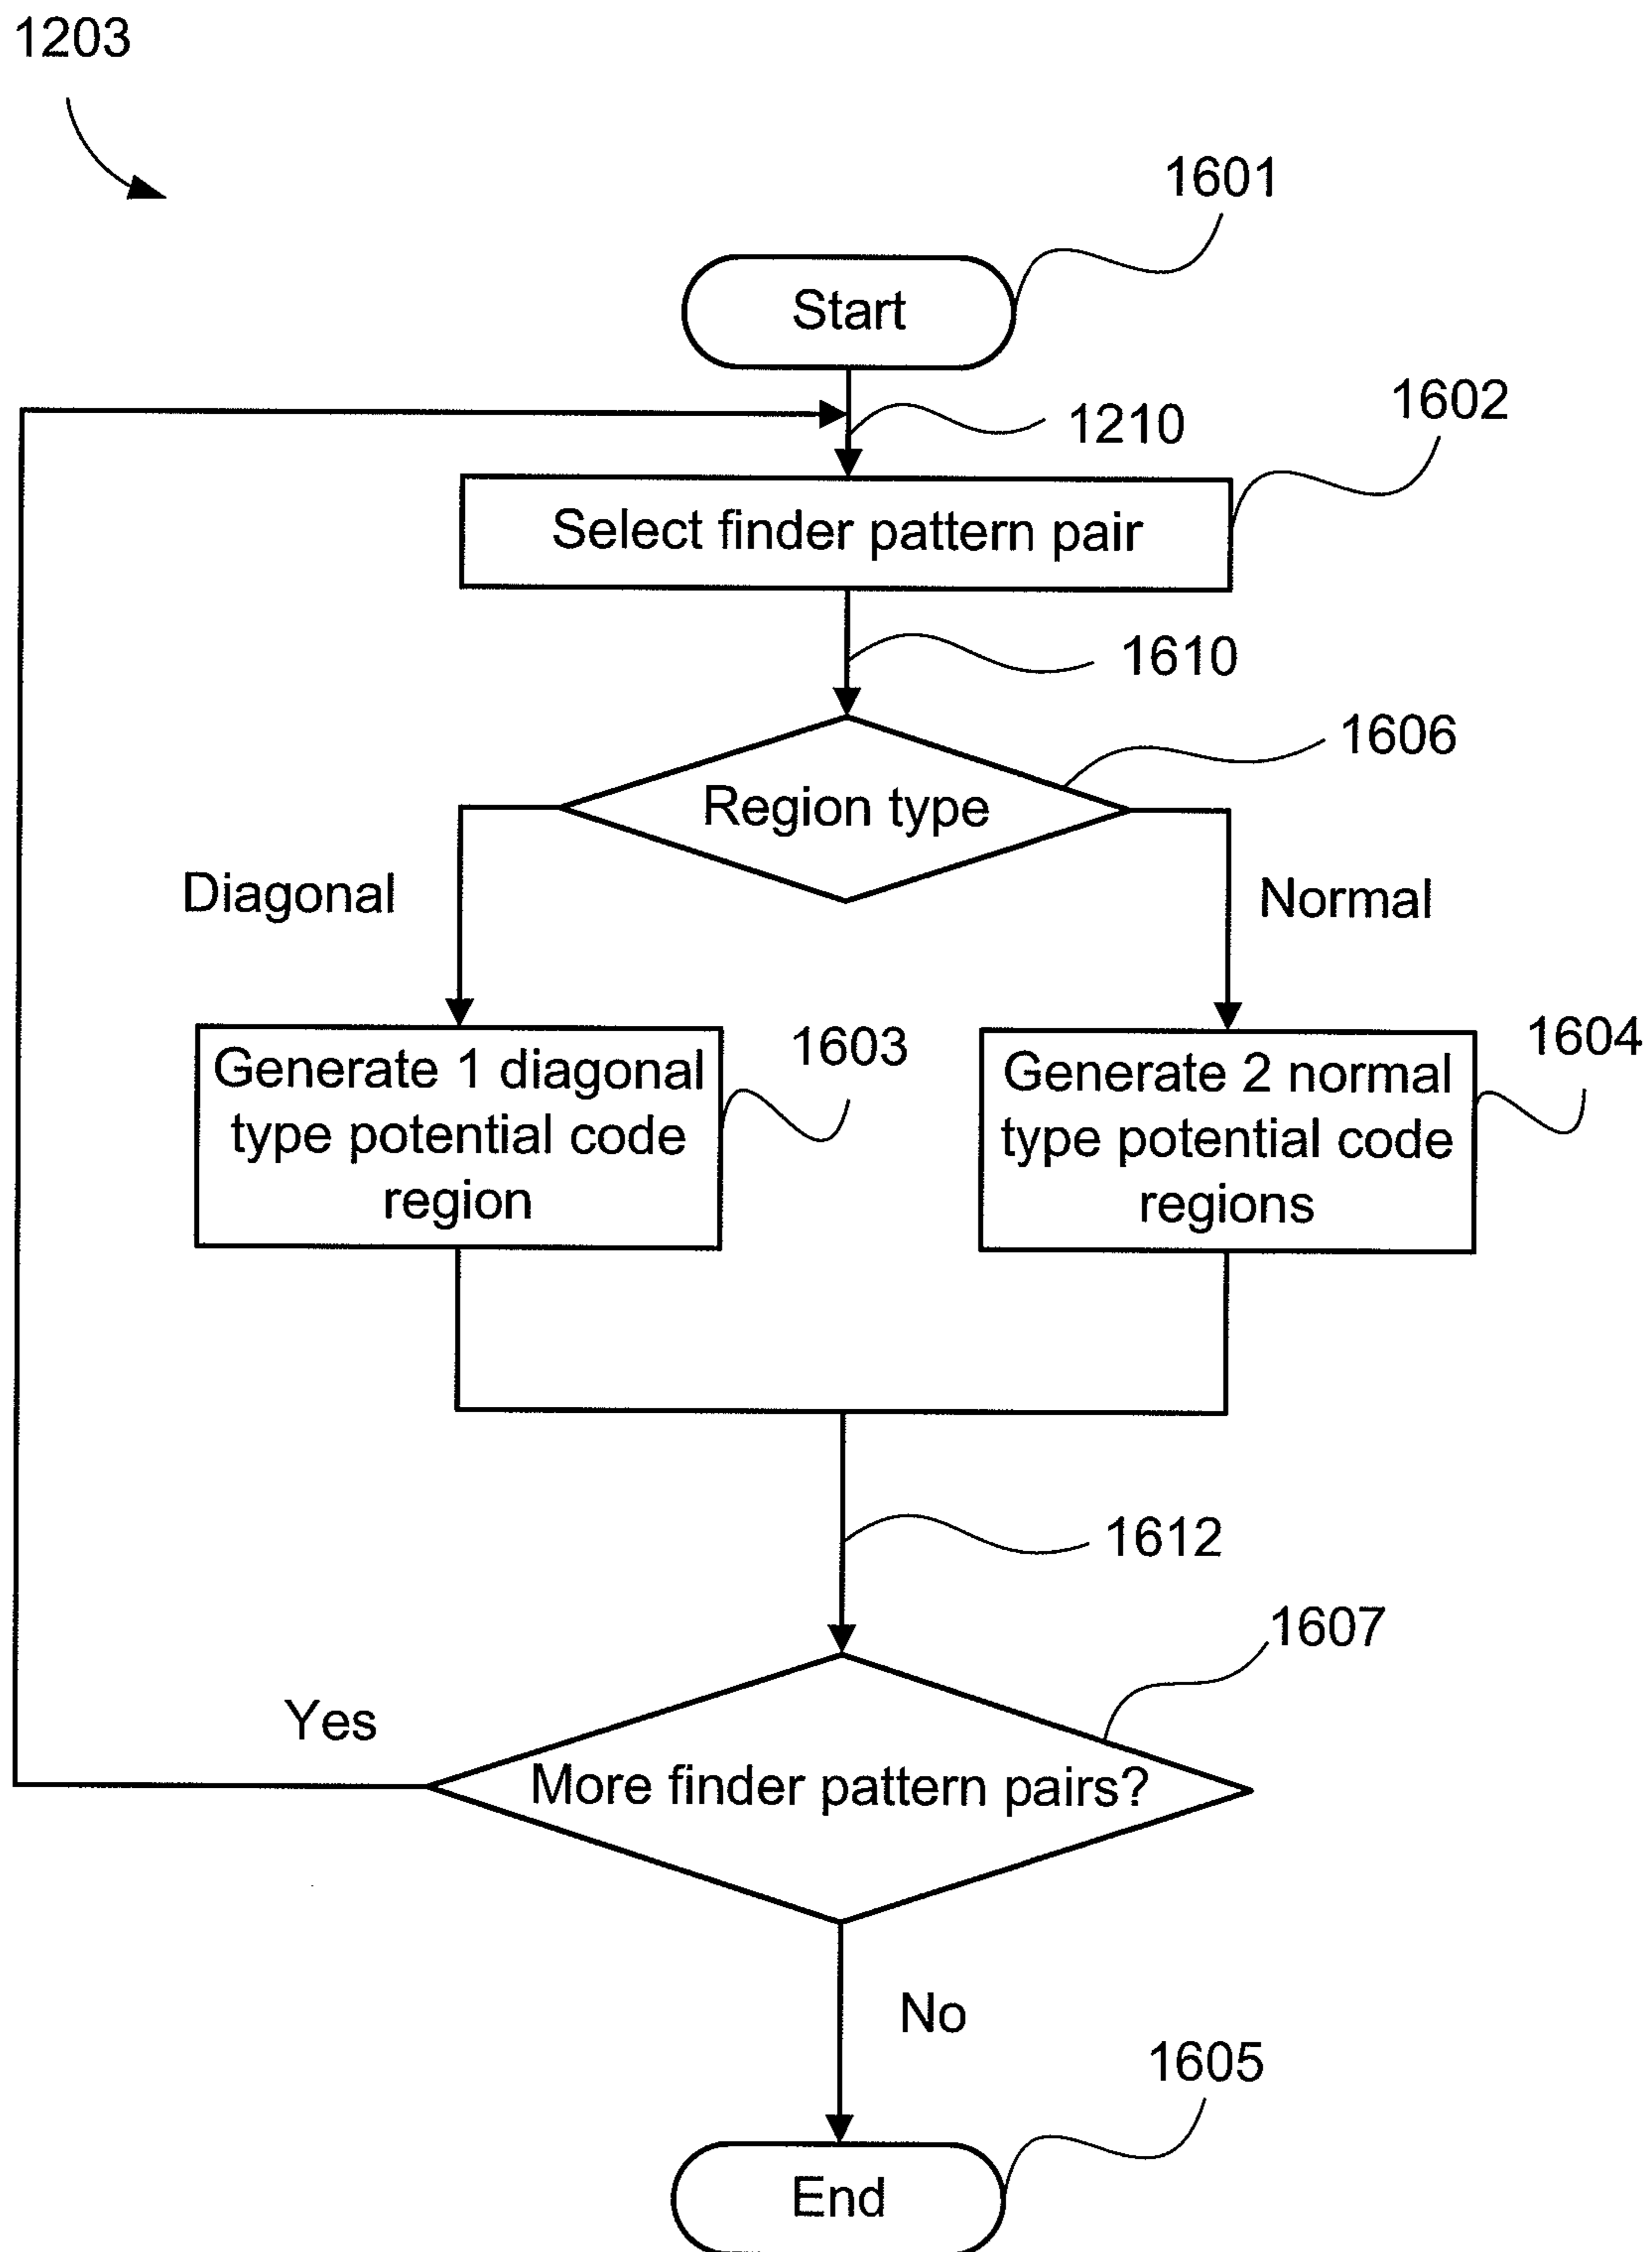 1203
1601
Start
1210
1602
Select finder pattern pair
1610
1606
Region type
Diagonal
Normal
1603
1604
Generate 1 diagonal
type potential code
region
Generate 2 normal
type potential code
regions
1612
1607
Yes
More finder pattern pairs?
No
1605
End